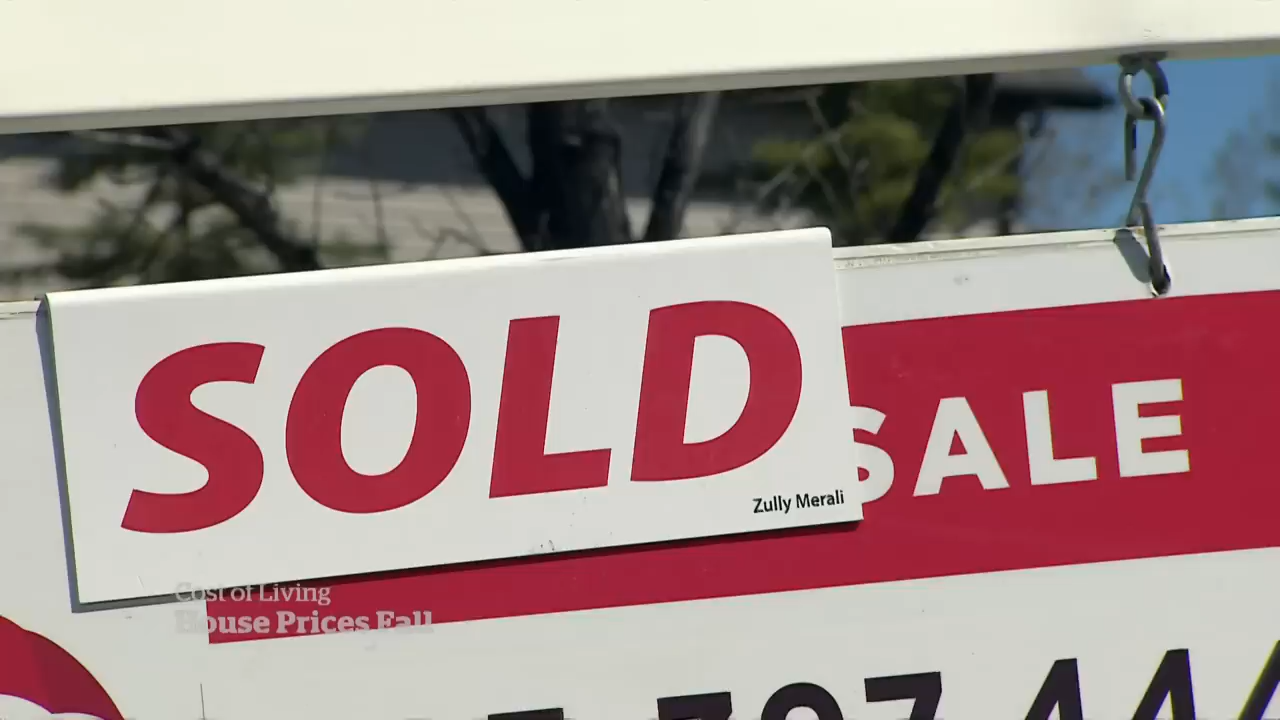 SOLD
SALE
Zully Merali
Cost of Living
House Prices Fall